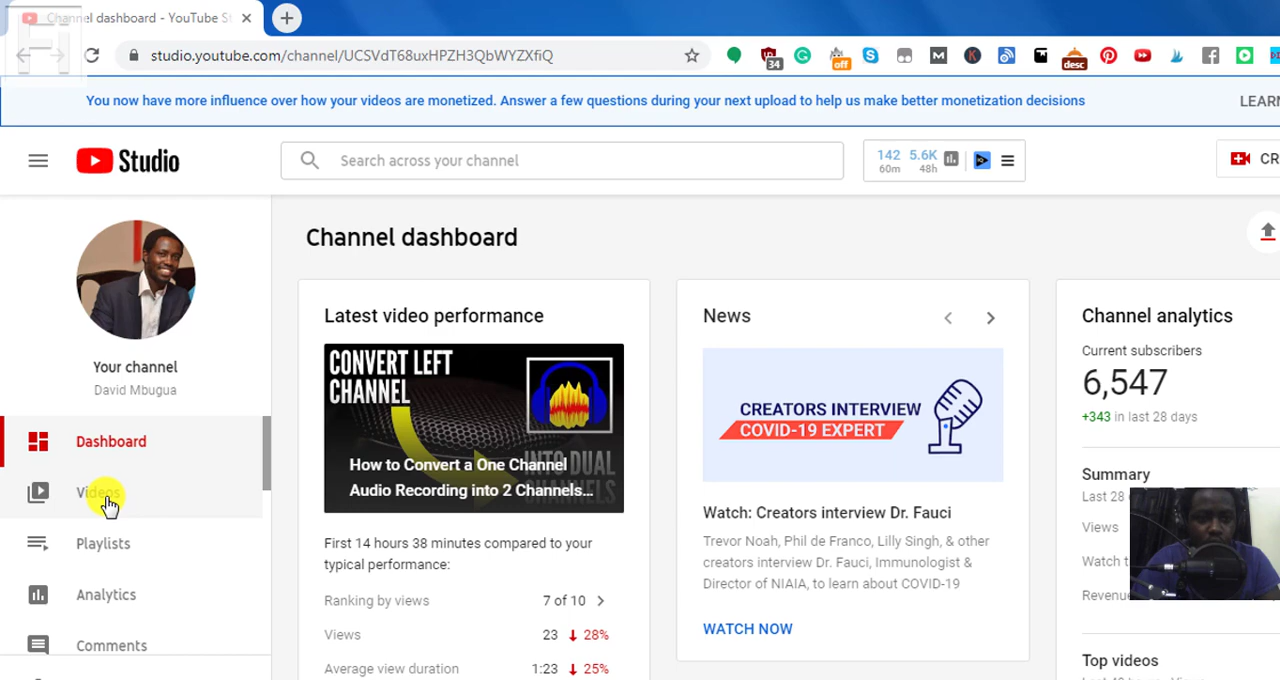 Channel dashboard - YouTube St
studio.youtube.com/channel/UCSVdT68uxHPZH3QbWYZXfiQ
34
off
desc
You now have more influence over how your videos are monetized. Answer a few questions during your next upload to help us make better monetization decisions
LEARN
Studio
Search across your channel
142 5.6K
60m 48h
CR
Your channel
David Mbugua
Dashboard
Videos
Playlists
Analytics
Comments
Channel dashboard
Latest video performance
CONVERT LEFT
CHANNEL
INTO DUAL
CHANNELS
How to Convert a One Channel
Audio Recording into 2 Channels...
First 14 hours 38 minutes compared to your
typical performance:
Ranking by views 7 of 10
Views 23 28%
Average view duration 1:23 25%
News
CREATORS INTERVIEW
COVID-19 EXPERT
Watch: Creators interview Dr. Fauci
Trevor Noah, Phil de Franco, Lilly Singh, & other
creators interview Dr. Fauci, Immunologist &
Director of NIAIA, to learn about COVID-19
WATCH NOW
Channel analytics
Current subscribers
6,547
+343 in last 28 days
Summary
Last 28
Views
Watch t
Revenue
Top videos